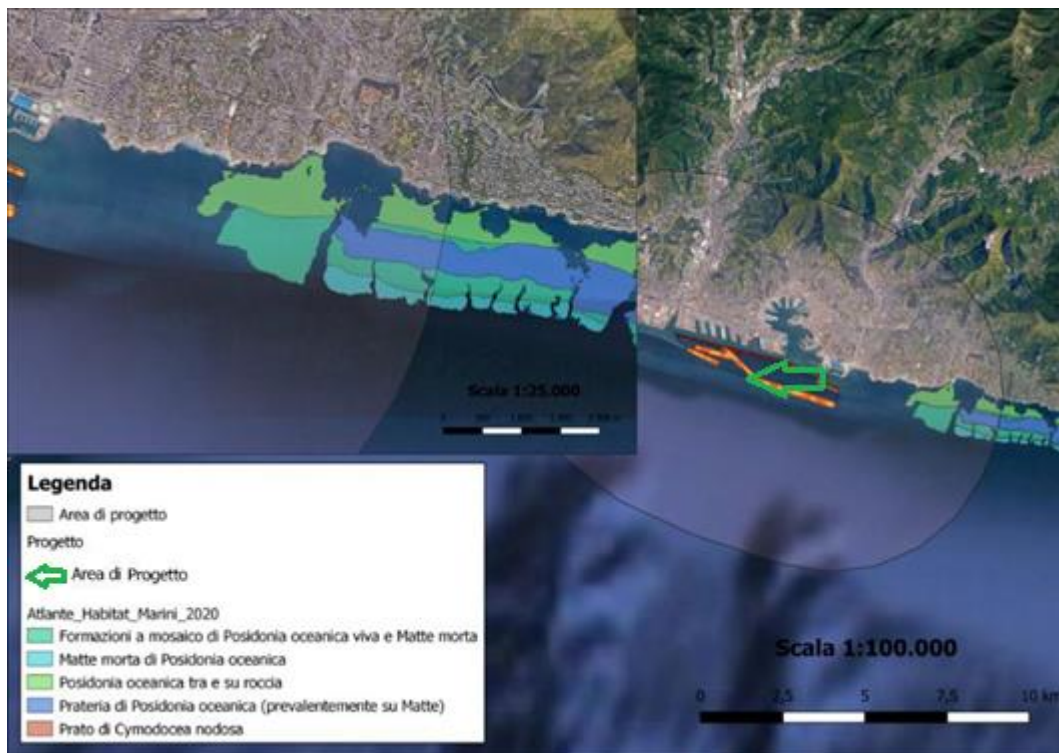 Scala 1:25.000
Legenda
Area di progetto
Progetto
Area di Progetto
Atlante_Habitat_Marini_2020
Formazioni a mosaico di Posidonia oceanica viva e Matte morta
Matte morta di Posidonia oceanica
Posidonia oceanica tra e su roccia
Prateria di Posidonia oceanica (prevalentemente su Matte)
Prato di Cymodocea nodosa
Scala 1:100.000
0 2,5 5 7,5 10 km